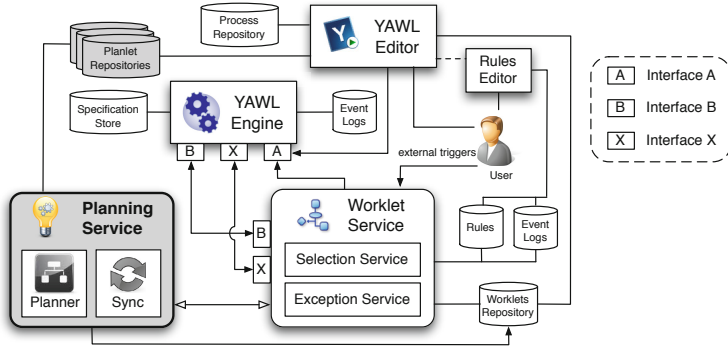 Process
Repository
YAWL
Editor
Planlet
Repositories
Rules
Editor
A Interface A
B Interface B
X Interface X
Specification
Store
YAWL
Engine
Event
Logs
B X A
external triggers
User
Planning
Service
Planner
Sync
Worklet
Service
B
X
Selection Service
Exception Service
Rules
Event
Logs
Worklets
Repository